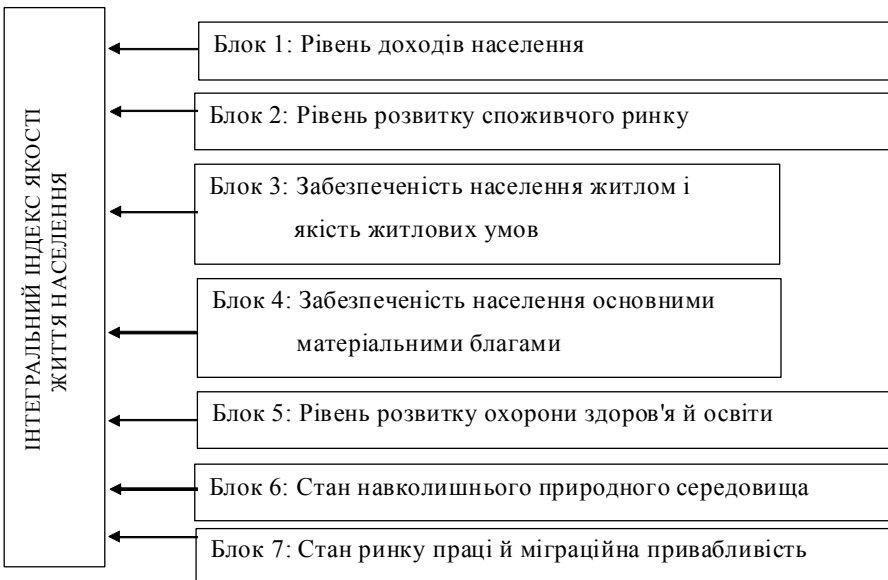 ІНТЕГРАЛЬНИЙ ІНДЕКС ЯКОСТІ
ЖИТТЯ НАСЕЛЕННЯ
Блок 1: Рівень доходів населення
Блок 2: Рівень розвитку споживчого ринку
Блок 3: Забезпеченість населення житлом і
якість житлових умов
Блок 4: Забезпеченість населення основними
матеріальними благами
Блок 5: Рівень розвитку охорони здоров'я й освіти
Блок 6: Стан навколишнього природного середовища
Блок 7: Стан ринку праці й міграційна привабливість